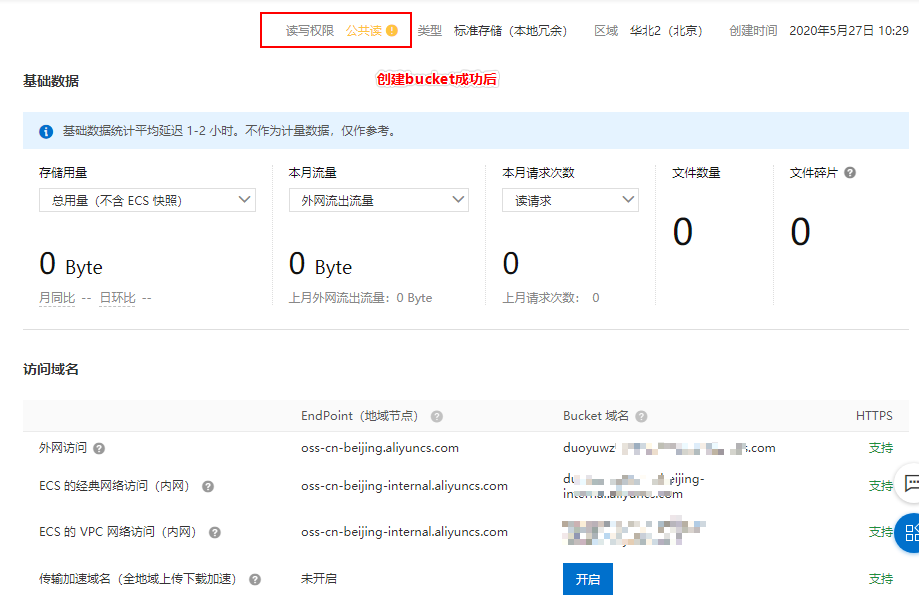 读写权限 公共读 类型 标准存储（本地冗余） 区域 华北2（北京） 创建时间 2020年5月27日 10:29
基础数据 创建bucket成功后
基础数据统计平均延迟 1-2 小时。不作为计量数据，仅作参考。
存储用量 本月流量 本月请求次数 文件数量 文件碎片
总用量（不含 ECS 快照） 外网流出流量 读请求
0 0
0 Byte 0 Byte 0
月同比 -- 日环比 -- 上月外网流出流量：0 Byte 上月请求次数： 0
访问域名
EndPoint（地域节点） Bucket 域名 HTTPS
外网访问 oss-cn-beijing.aliyuncs.com duoyuwz .com 支持
ECS 的经典网络访问（内网） oss-cn-beijing-internal.aliyuncs.com 支持
ECS 的 VPC 网络访问（内网） oss-cn-beijing-internal.aliyuncs.com 支持
传输加速域名（全地域上传下载加速） 未开启 开启 支持